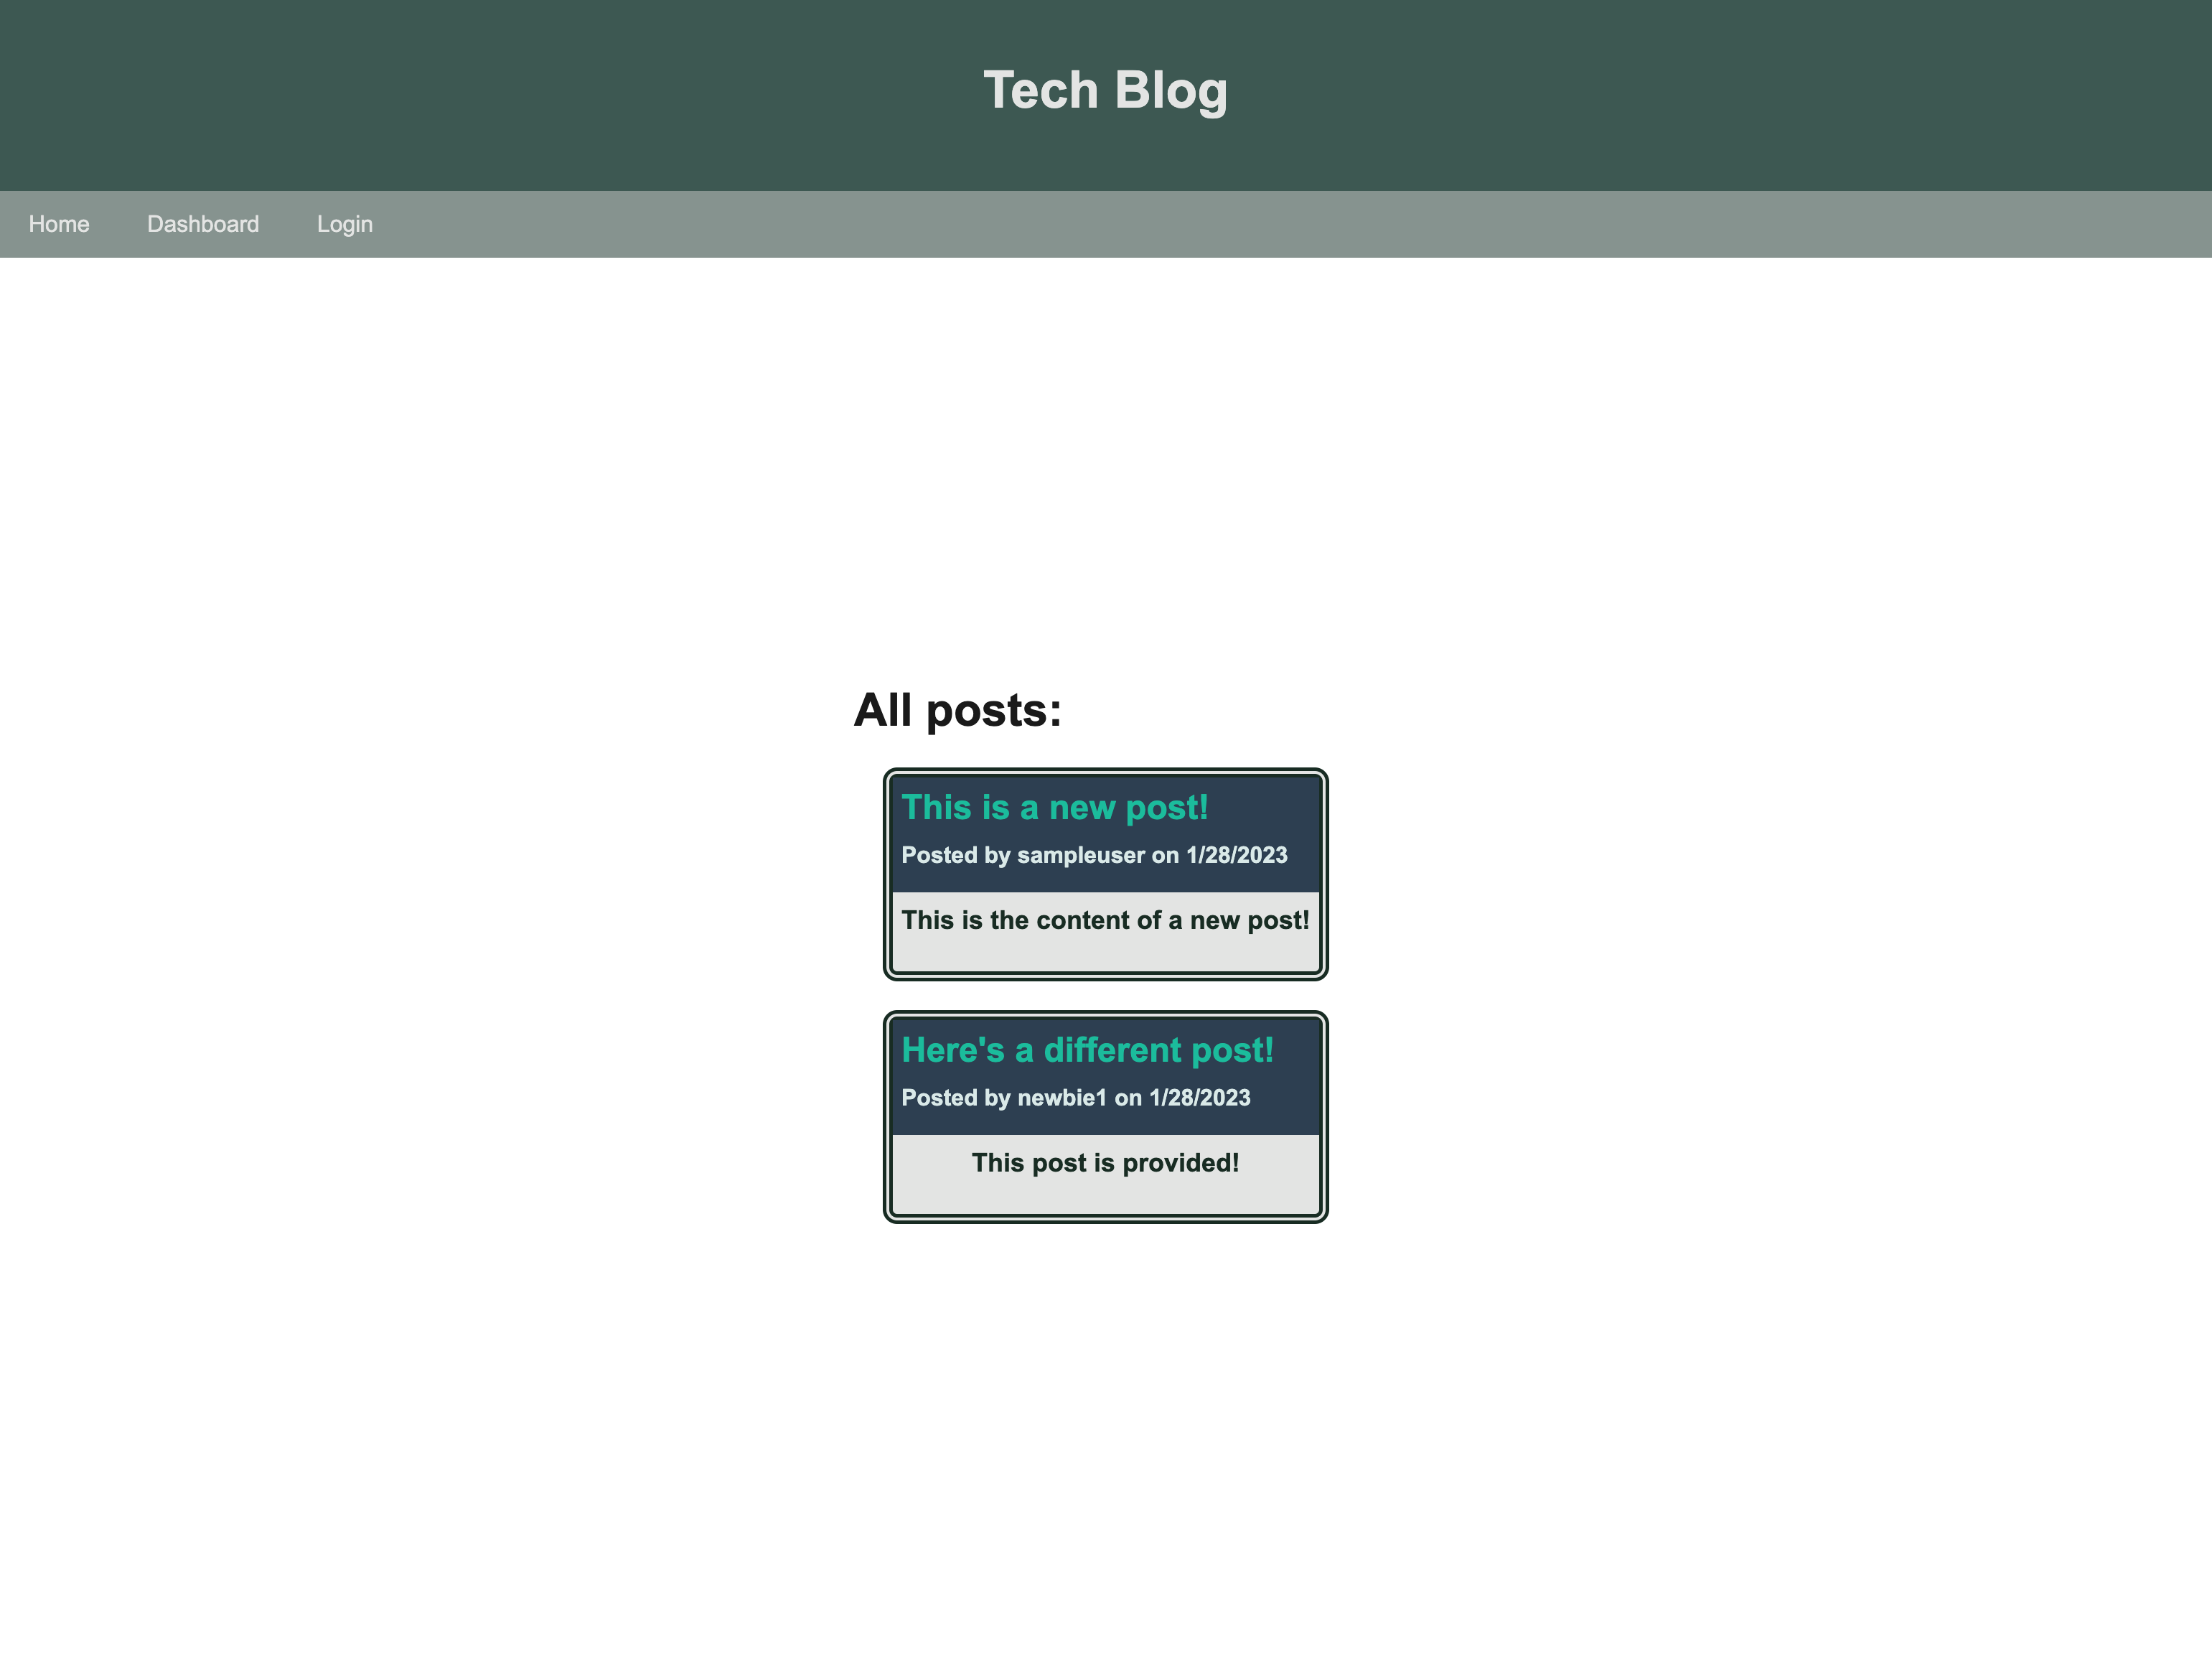 Tech Blog
Home Dashboard Login
All posts:
This is a new post!
Posted by sampleuser on 1/28/2023
This is the content of a new post!
Here's a different post!
Posted by newbie1 on 1/28/2023
This post is provided!